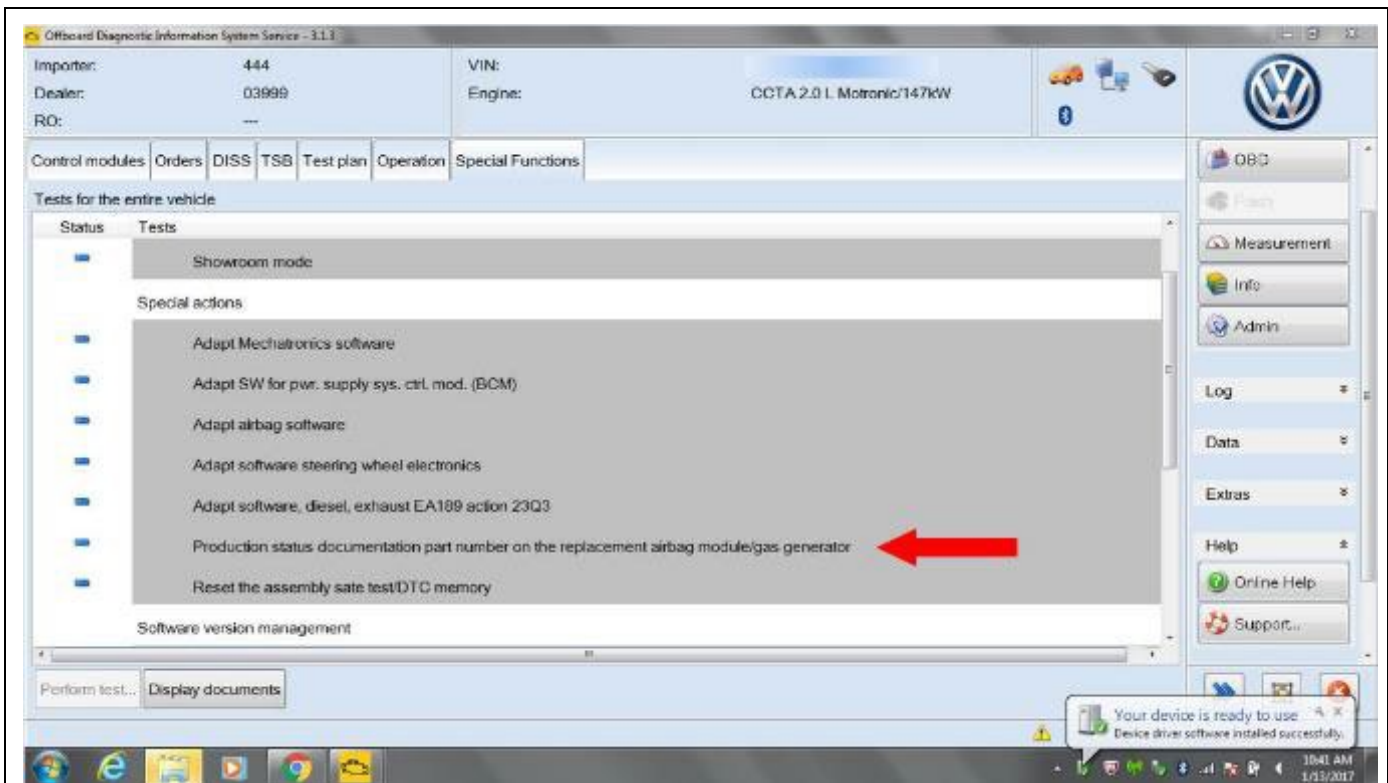 Offboard Diagnostic Information System Service - 3.1.3
Importer: 444 VIN:
Dealer: 03999 Engine: CCTA 2.0 L Motronic/147kW
RO: ---
Control modules Orders DISS TSB Test plan Operation Special Functions
Tests for the entire vehicle
Status Tests
Showroom mode
Special actions
Adapt Mechatronics software
Adapt SW for pwr. supply sys. ctrl. mod. (BCM)
Adapt airbag software
Adapt software steering wheel electronics
Adapt software, diesel, exhaust EA189 action 23Q3
Production status documentation part number on the replacement airbag module/gas generator
Reset the assembly sate test/DTC memory
Software version management
Perform test... Display documents
OBD
Measurement
Info
Admin
Log
Data
Extras
Help
Online Help
Support...
Your device is ready to use
Device driver software installed successfully.
10:41 AM
1/13/2017